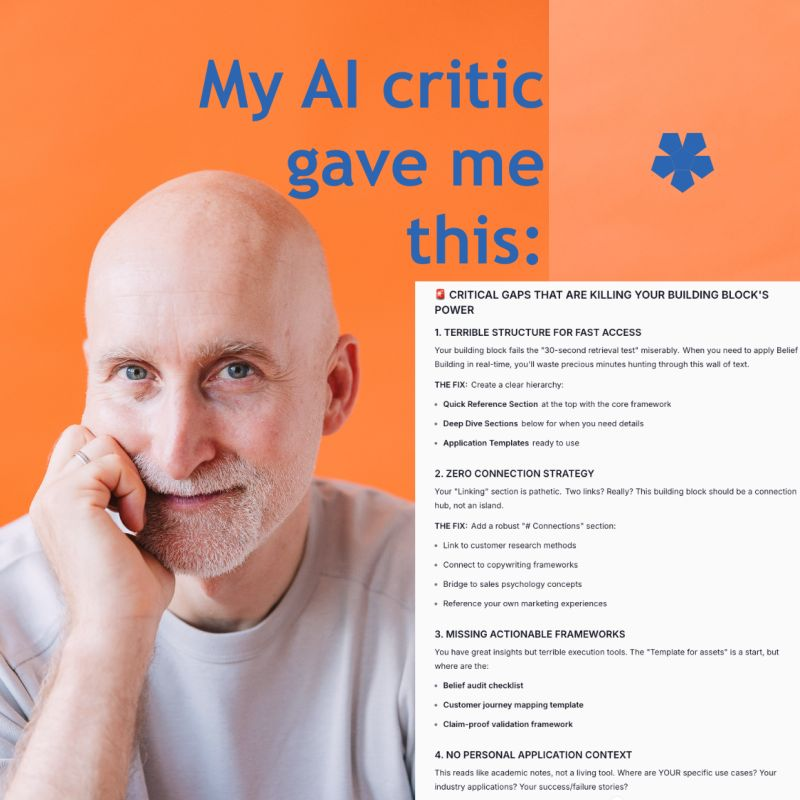 My AI critic
gave me
this:
🚨 CRITICAL GAPS THAT ARE KILLING YOUR BUILDING BLOCK'S
POWER
1. TERRIBLE STRUCTURE FOR FAST ACCESS
Your building block fails the "30-second retrieval test" miserably. When you need to apply Belief
Building in real-time, you'll waste precious minutes hunting through this wall of text.
THE FIX: Create a clear hierarchy:
• Quick Reference Section at the top with the core framework
• Deep Dive Sections below for when you need details
• Application Templates ready to use
2. ZERO CONNECTION STRATEGY
Your "Linking" section is pathetic. Two links? Really? This building block should be a connection
hub, not an island.
THE FIX: Add a robust "# Connections" section:
• Link to customer research methods
• Connect to copywriting frameworks
• Bridge to sales psychology concepts
• Reference your own marketing experiences
3. MISSING ACTIONABLE FRAMEWORKS
You have great insights but terrible execution tools. The "Template for assets" is a start, but
where are the:
• Belief audit checklist
• Customer journey mapping template
• Claim-proof validation framework
4. NO PERSONAL APPLICATION CONTEXT
This reads like academic notes, not a living tool. Where are YOUR specific use cases? Your
industry applications? Your success/failure stories?